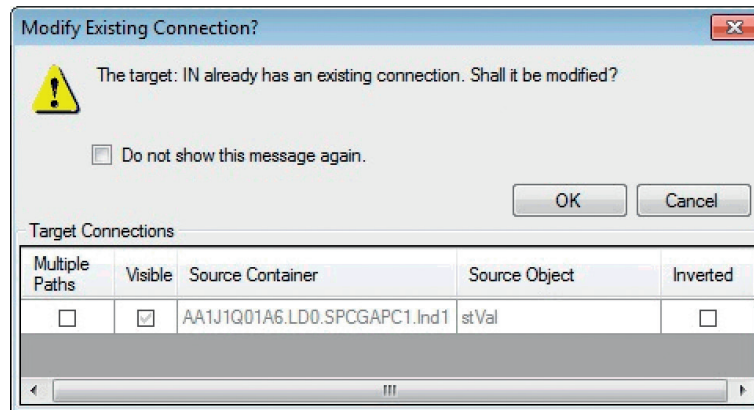 Modify Existing Connection?
The target: IN already has an existing connection. Shall it be modified?
Do not show this message again.
OK Cancel
Target Connections
Multiple Paths Visible Source Container Source Object Inverted
AA1J1Q01A6.LD0.SPCGAPC1.Ind1 stVal